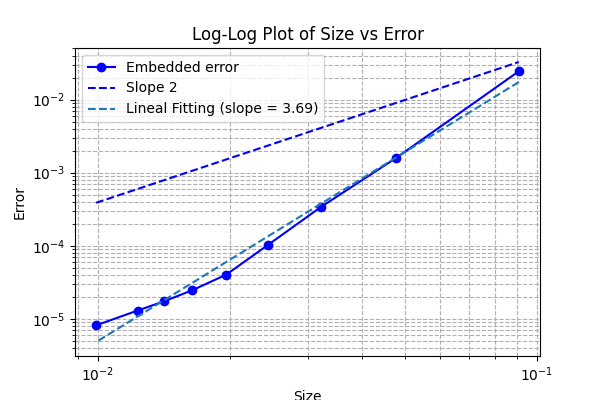 Log-Log Plot of Size vs Error
Embedded error
Slope 2
Lineal Fitting (slope = 3.69)
Error
10⁻²
10⁻³
10⁻⁴
10⁻⁵
10⁻²
10⁻¹
Size